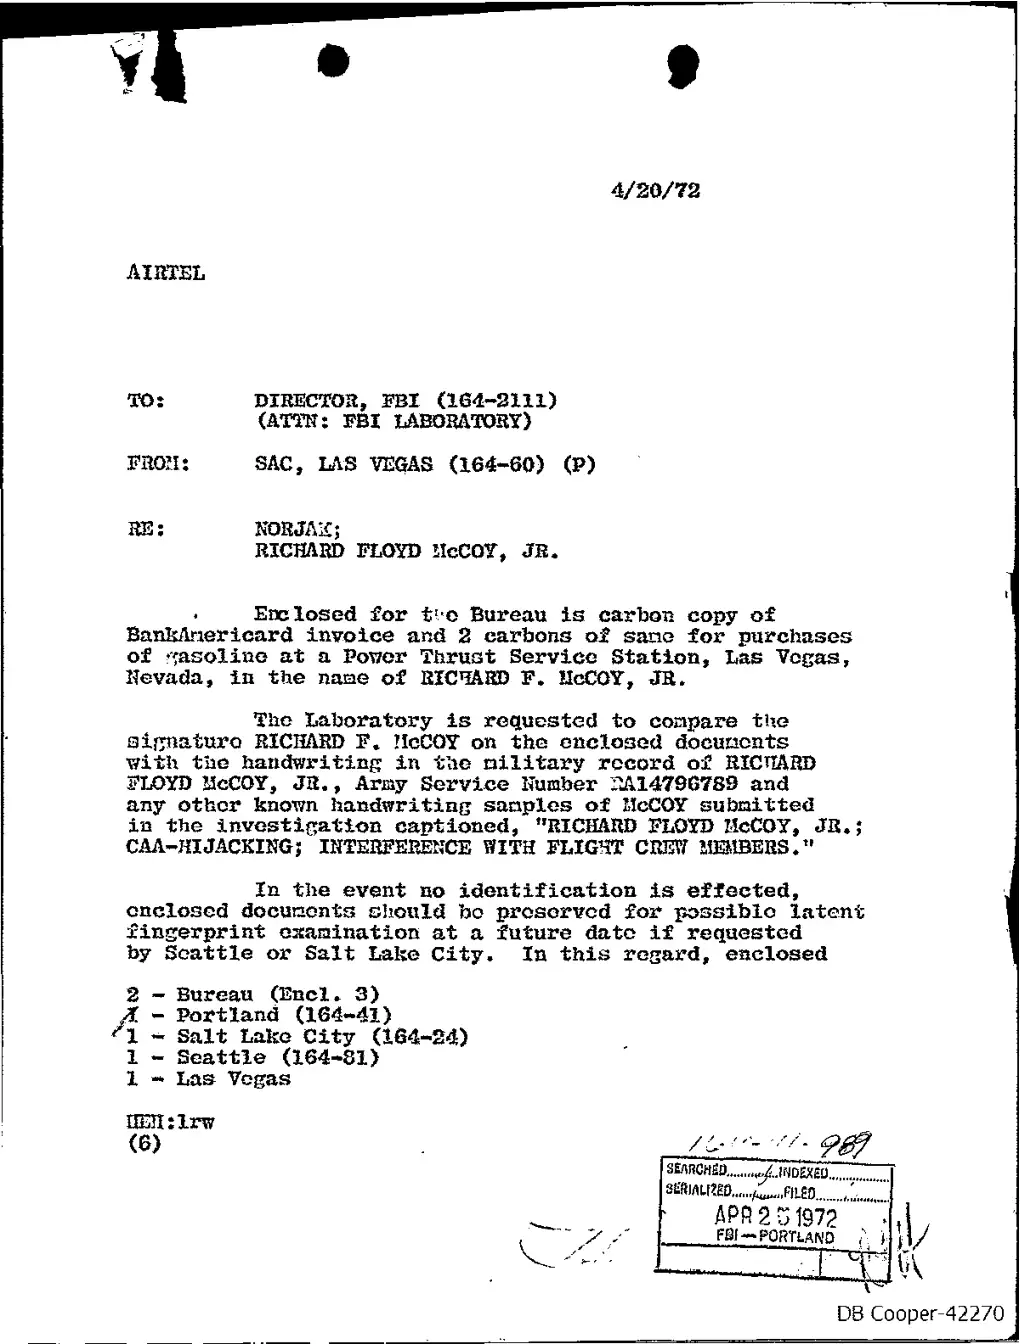 4/20/72
AIRTEL
TO: DIRECTOR, FBI (164-2111)
(ATTN: FBI LABORATORY)
FROM: SAC, LAS VEGAS (164-60) (P)
RE: NORJAK;
RICHARD FLOYD McCOY, JR.
Enclosed for the Bureau is carbon copy of
BankAmericard invoice and 2 carbons of same for purchases
of gasoline at a Power Thrust Service Station, Las Vegas,
Nevada, in the name of RICHARD F. McCOY, JR.
The Laboratory is requested to compare the
signature RICHARD F. McCOY on the enclosed documents
with the handwriting in the military record of RICHARD
FLOYD McCOY, JR., Army Service Number RA14796789 and
any other known handwriting samples of McCOY submitted
in the investigation captioned, "RICHARD FLOYD McCOY, JR.;
CAA-HIJACKING; INTERFERENCE WITH FLIGHT CREW MEMBERS."
In the event no identification is effected,
enclosed documents should be preserved for possible latent
fingerprint examination at a future date if requested
by Seattle or Salt Lake City. In this regard, enclosed
2 - Bureau (Encl. 3)
1 - Portland (164-41)
1 - Salt Lake City (164-24)
1 - Seattle (164-81)
1 - Las Vegas
:lrw
(6)
989
SEARCHED INDEXED
SERIALIZED FILED
APR 1972
FBI — PORTLAND
DB Cooper-42270